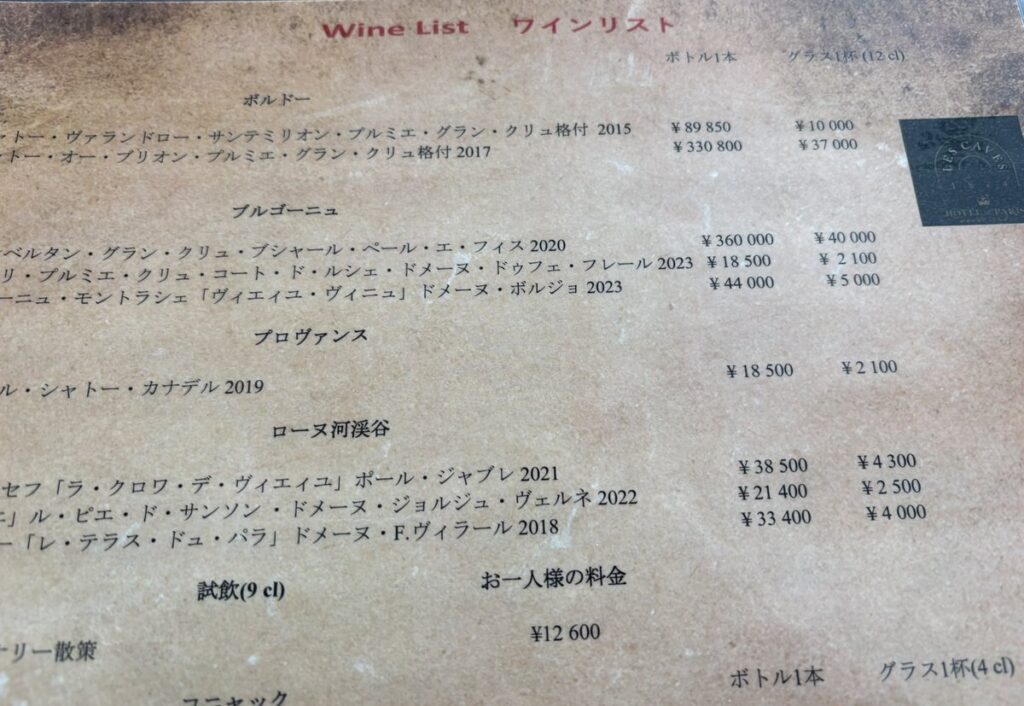 Wine List ワインリスト
ボトル1本 グラス1杯 (12 cl)
ボルドー
トー・ヴァランドロー・サンテミリオン・プルミエ・グラン・クリュ格付 2015 ¥89 850 ¥10 000
トー・オー・ブリオン・プルミエ・グラン・クリュ格付 2017 ¥330 800 ¥37 000
LES CAVES
HOTEL du PARC
ブルゴーニュ
ベルタン・グラン・クリュ・ブシャール・ペール・エ・フィス 2020 ¥360 000 ¥40 000
リ・プルミエ・クリュ・コート・ド・ルシェ・ドメーヌ・ドゥフェ・フレール 2023 ¥18 500 ¥2 100
ーニュ・モントラシェ「ヴィエィユ・ヴィニュ」ドメーヌ・ボルジョ 2023 ¥44 000 ¥5 000
プロヴァンス
ル・シャトー・カナデル 2019 ¥18 500 ¥2 100
ローヌ河渓谷
セフ「ラ・クロワ・デ・ヴィエィユ」ポール・ジャブレ 2021 ¥38 500 ¥4 300
」ル・ピエ・ド・サンソン・ドメーヌ・ジョルジュ・ヴェルネ 2022 ¥21 400 ¥2 500
ー「レ・テラス・ドュ・パラ」ドメーヌ・F.ヴィラール 2018 ¥33 400 ¥4 000
試飲(9 cl) お一人様の料金
ナリー散策 ¥12 600
コニャック ボトル1本 グラス1杯(4 cl)